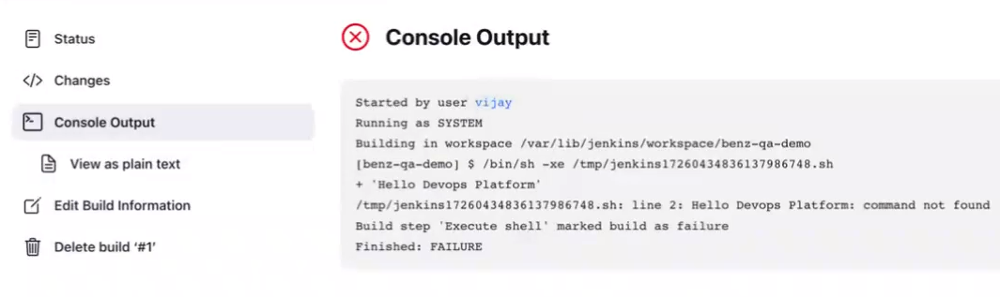 Status
Changes
Console Output
View as plain text
Edit Build Information
Delete build ‘#1’
Console Output
Started by user vijay
Running as SYSTEM
Building in workspace /var/lib/jenkins/workspace/benz-qa-demo
[benz-qa-demo] $ /bin/sh -xe /tmp/jenkins17260434836137986748.sh
+ 'Hello Devops Platform'
/tmp/jenkins17260434836137986748.sh: line 2: Hello Devops Platform: command not found
Build step 'Execute shell' marked build as failure
Finished: FAILURE